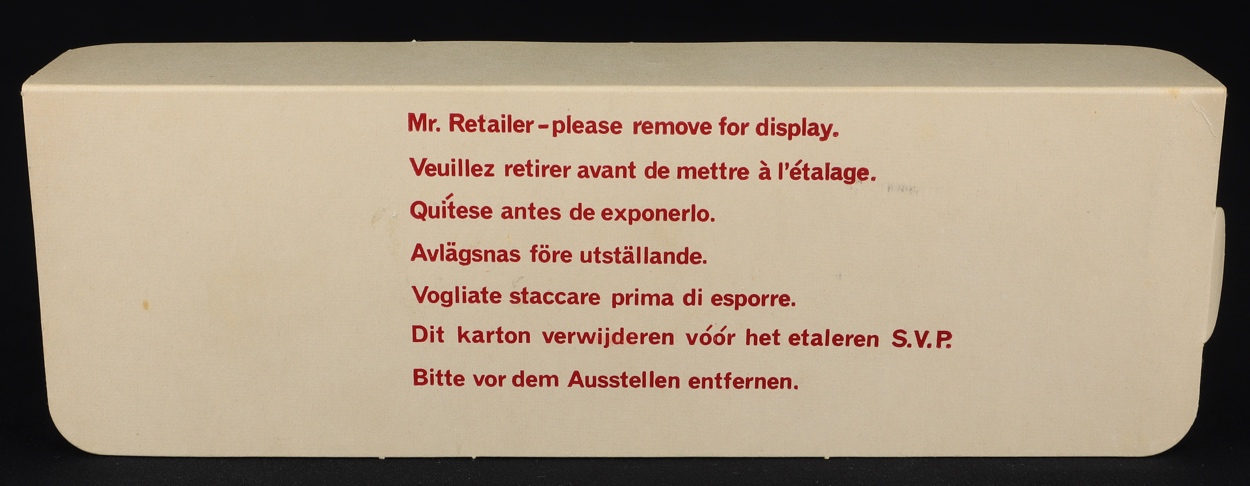 Mr. Retailer-please remove for display.
Veuillez retirer avant de mettre à l'étalage.
Quítese antes de exponerlo.
Avlägsnas före utställande.
Vogliate staccare prima di esporre.
Dit karton verwijderen vóór het etaleren S.V.P.
Bitte vor dem Ausstellen entfernen.